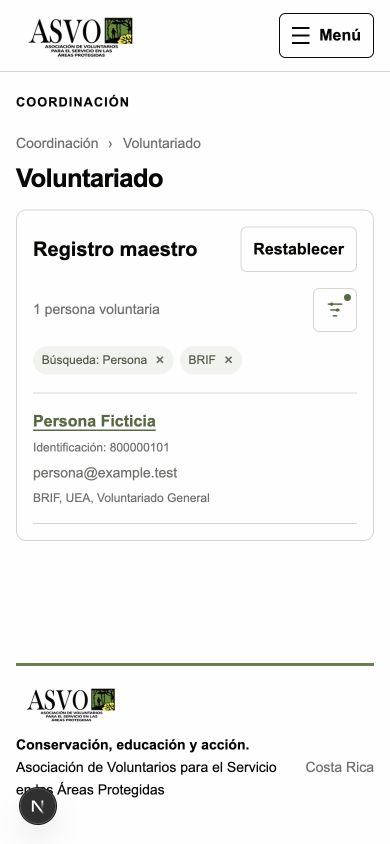 ASVO
ASOCIACIÓN DE VOLUNTARIOS
PARA EL SERVICIO EN LAS
ÁREAS PROTEGIDAS
Menú
COORDINACIÓN
Coordinación › Voluntariado
Voluntariado
Registro maestro
Restablecer
1 persona voluntaria
Búsqueda: Persona ×
BRIF ×
Persona Ficticia
Identificación: 800000101
persona@example.test
BRIF, UEA, Voluntariado General
ASVO
ASOCIACIÓN DE VOLUNTARIOS
PARA EL SERVICIO EN LAS
ÁREAS PROTEGIDAS
Conservación, educación y acción.
Asociación de Voluntarios para el Servicio
Costa Rica
en las Áreas Protegidas
N